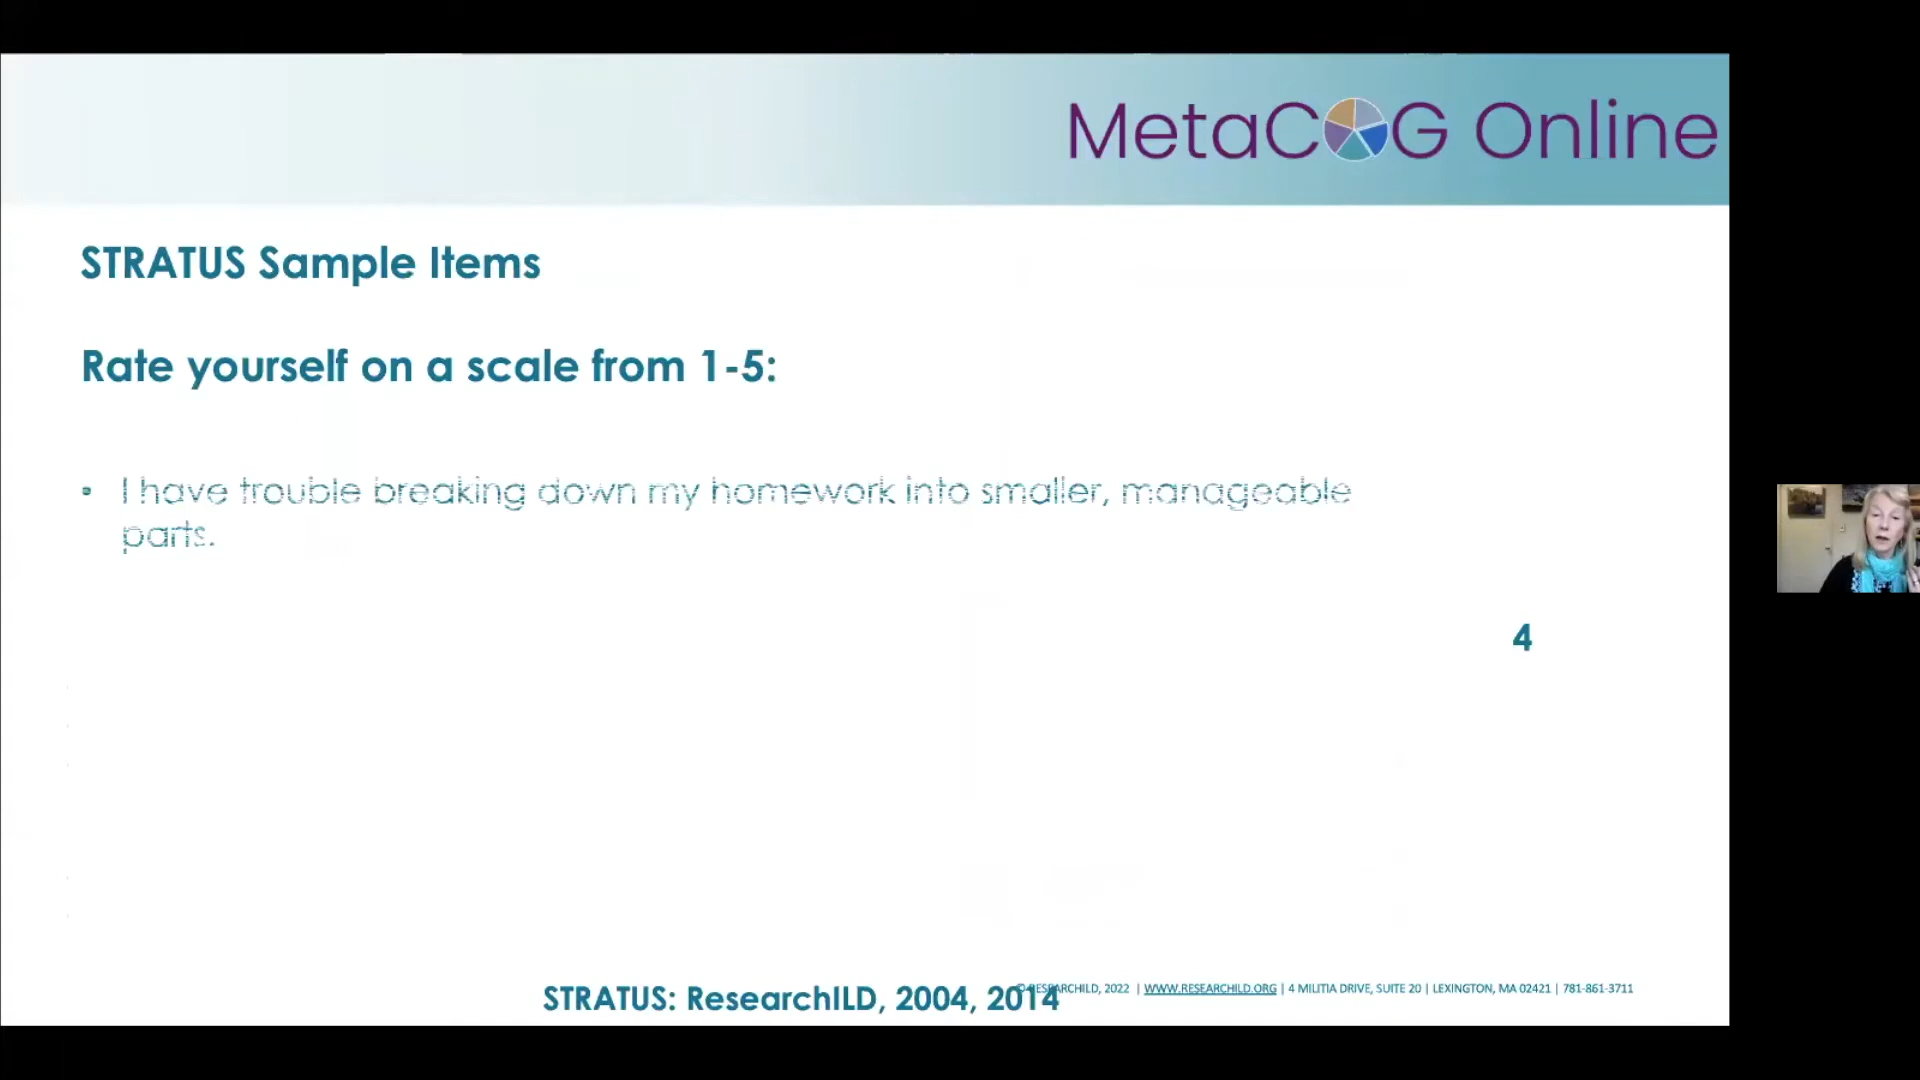 MetaCOG Online
STRATUS Sample Items
Rate yourself on a scale from 1-5:
• I have trouble breaking down my homework into smaller, manageable
parts.
4
STRATUS: ResearchILD, 2004, 2014
© RESEARCHILD, 2022 | WWW.RESEARCHILD.ORG | 4 MILITIA DRIVE, SUITE 20 | LEXINGTON, MA 02421 | 781-861-3711